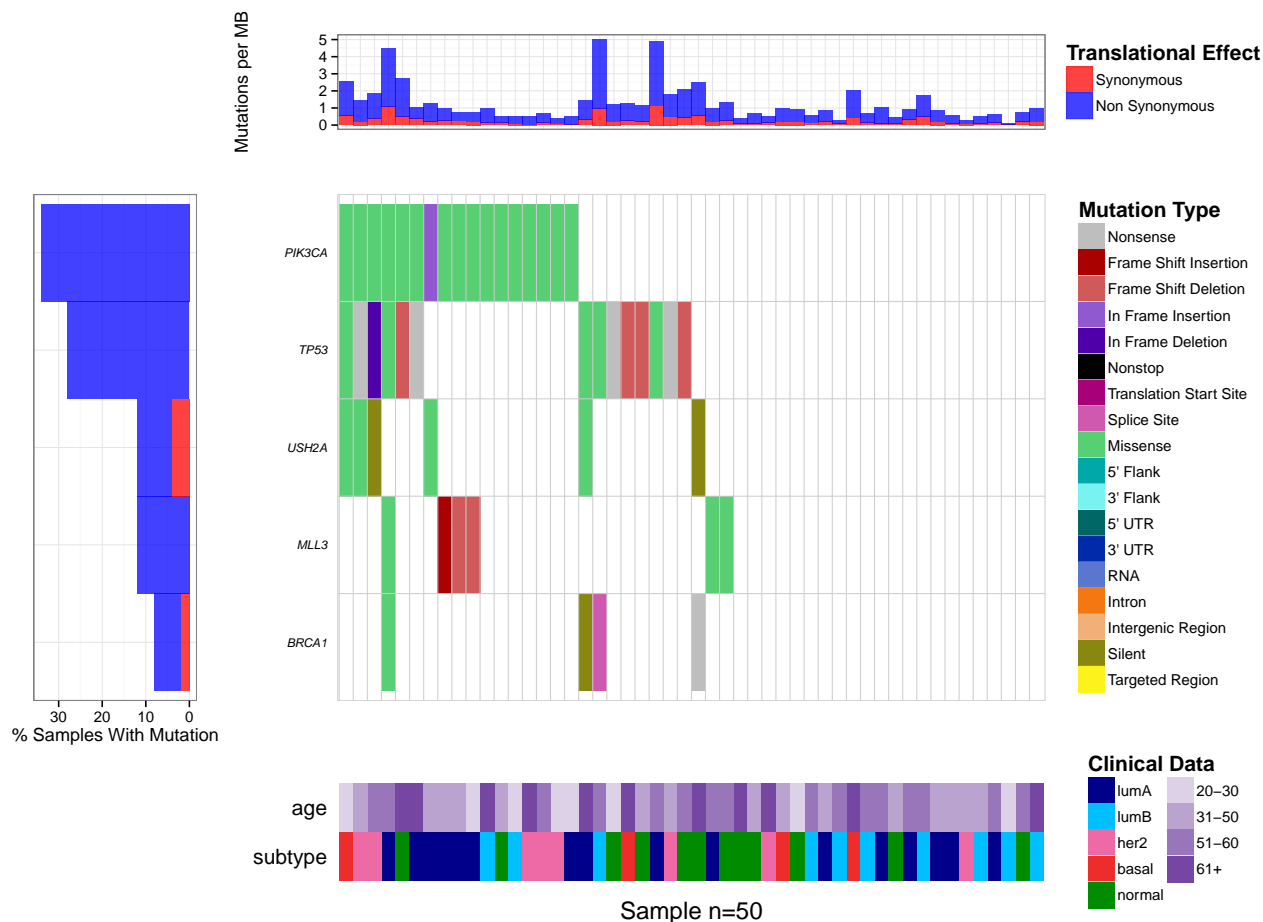 Mutations per MB
5
4
3
2
1
0
Translational Effect
Synonymous
Non Synonymous
PIK3CA
TP53
USH2A
MLL3
BRCA1
30 20 10 0
% Samples With Mutation
Mutation Type
Nonsense
Frame Shift Insertion
Frame Shift Deletion
In Frame Insertion
In Frame Deletion
Nonstop
Translation Start Site
Splice Site
Missense
5' Flank
3' Flank
5' UTR
3' UTR
RNA
Intron
Intergenic Region
Silent
Targeted Region
age
subtype
Sample n=50
Clinical Data
lumA 20–30
lumB 31–50
her2 51–60
basal 61+
normal